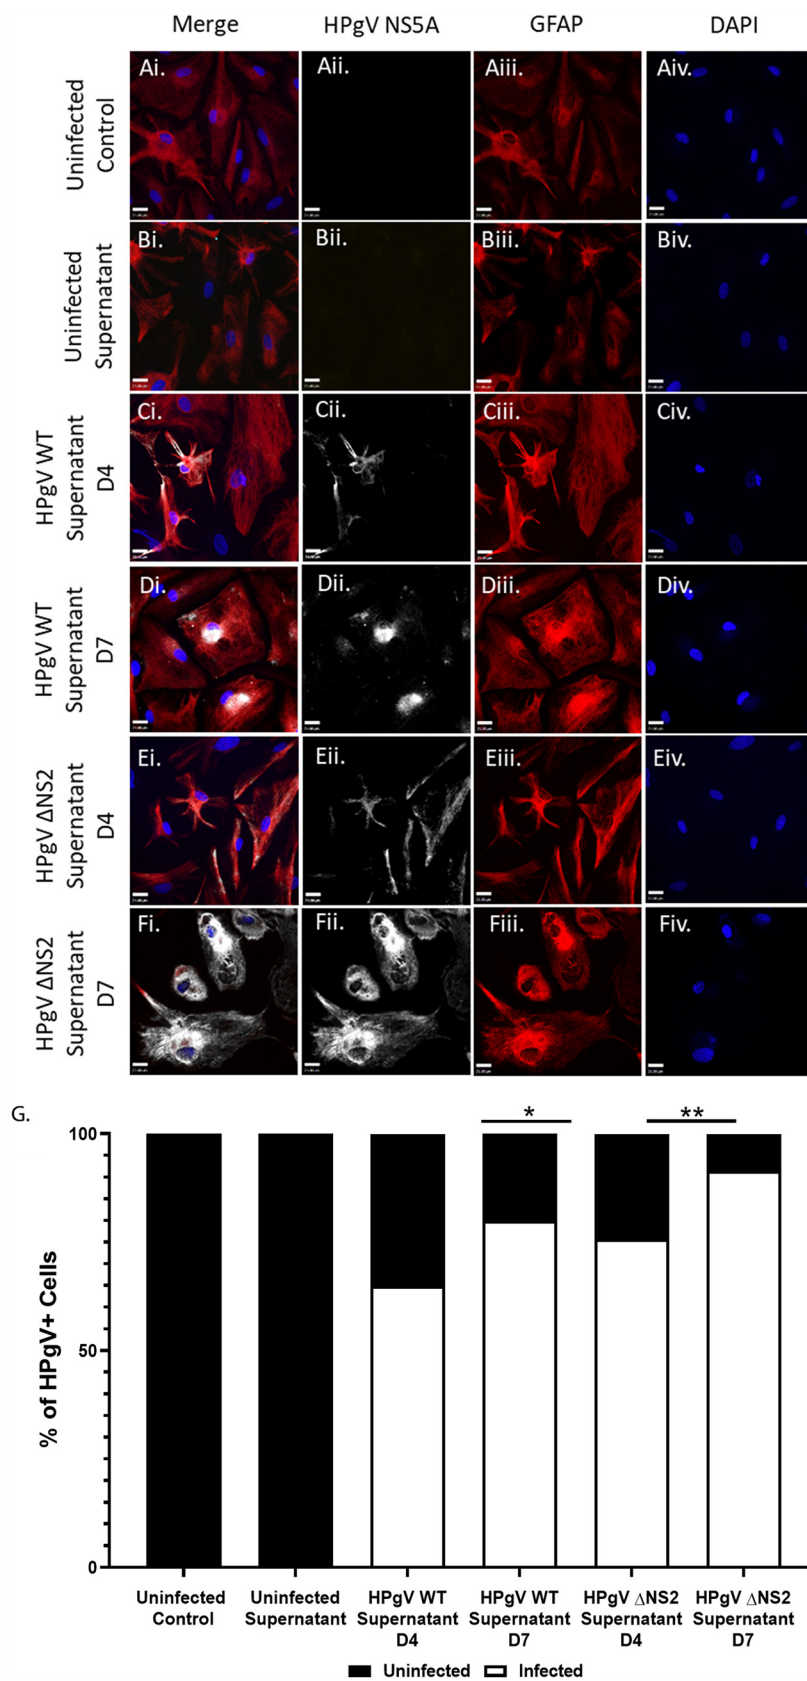 Merge HPgV NS5A GFAP DAPI
Uninfected
Control
Ai. Aii. Aiii. Aiv.
Uninfected
Supernatant
Bi. Bii. Biii. Biv.
HPgV WT
Supernatant
D4
Ci. Cii. Ciii. Civ.
HPgV WT
Supernatant
D7
Di. Dii. Diii. Div.
HPgV ΔNS2
Supernatant
D4
Ei. Eii. Eiii. Eiv.
HPgV ΔNS2
Supernatant
D7
Fi. Fii. Fiii. Fiv.
G.
* **
100
50
0
% of HPgV+ Cells
Uninfected
Control
Uninfected
Supernatant
HPgV WT
Supernatant
D4
HPgV WT
Supernatant
D7
HPgV ΔNS2
Supernatant
D4
HPgV ΔNS2
Supernatant
D7
Uninfected Infected